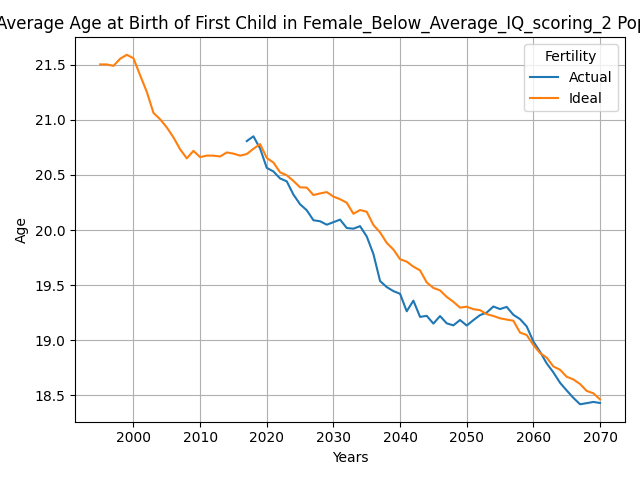 Average Age at Birth of First Child in Female_Below_Average_IQ_scoring_2 Pop
Fertility
Actual
Ideal
21.5
21.0
20.5
20.0
19.5
19.0
18.5
Age
2000 2010 2020 2030 2040 2050 2060 2070
Years